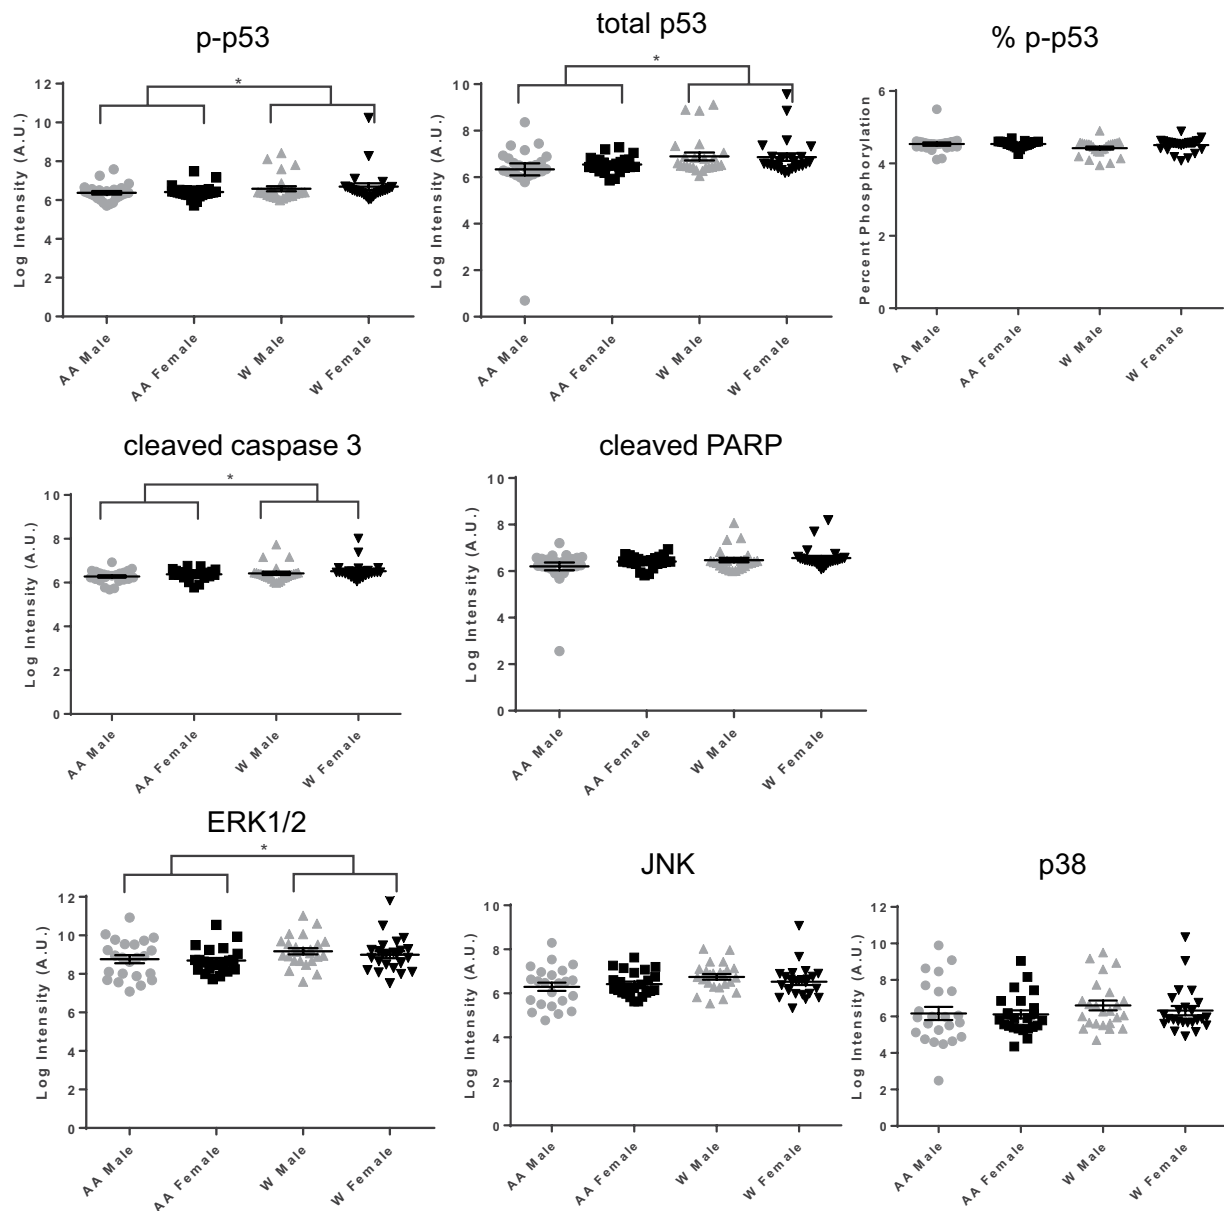 p-p53
total p53
% p-p53
*
*
Log Intensity (A.U.)
12
10
8
6
4
2
0
AA Male
AA Female
W Male
W Female
Log Intensity (A.U.)
10
8
6
4
2
0
AA Male
AA Female
W Male
W Female
Percent Phosphorylation
6
4
2
0
AA Male
AA Female
W Male
W Female
cleaved caspase 3
cleaved PARP
*
Log Intensity (A.U.)
10
8
6
4
2
0
AA Male
AA Female
W Male
W Female
Log Intensity (A.U.)
10
8
6
4
2
0
AA Male
AA Female
W Male
W Female
ERK1/2
*
JNK
p38
Log Intensity (A.U.)
12
10
8
6
4
2
0
AA Male
AA Female
W Male
W Female
Log Intensity (A.U.)
10
8
6
4
2
0
AA Male
AA Female
W Male
W Female
Log Intensity (A.U.)
12
10
8
6
4
2
0
AA Male
AA Female
W Male
W Female